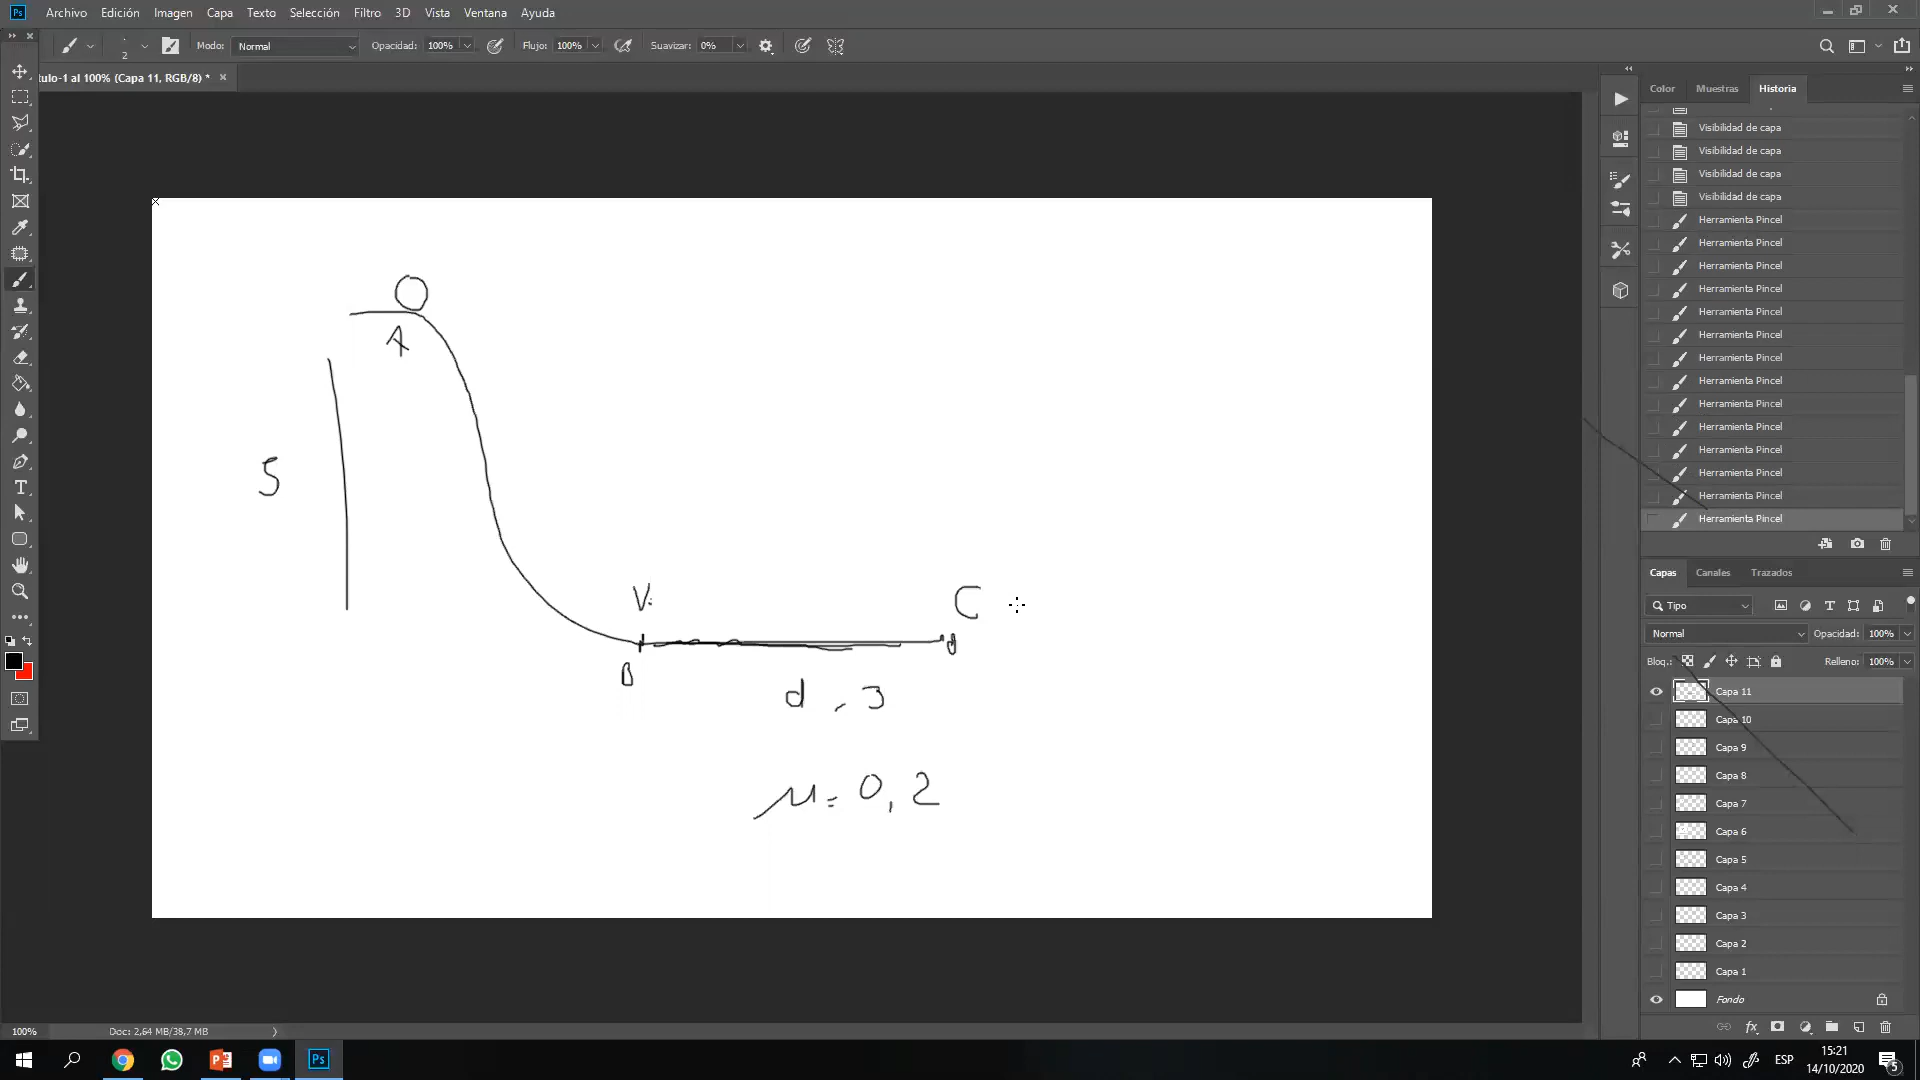 Ps Archivo Edición Imagen Capa Texto Selección Filtro 3D Vista Ventana Ayuda
2 Modo: Normal Opacidad: 100% Flujo: 100% Suavizar: 0%
tulo-1 al 100% (Capa 11, RGB/8) * ×
Color Muestras Historia
Visibilidad de capa
Visibilidad de capa
Visibilidad de capa
Visibilidad de capa
Herramienta Pincel
Herramienta Pincel
Herramienta Pincel
Herramienta Pincel
Herramienta Pincel
Herramienta Pincel
Herramienta Pincel
Herramienta Pincel
Herramienta Pincel
Herramienta Pincel
Herramienta Pincel
Herramienta Pincel
Herramienta Pincel
Herramienta Pincel
A
5
V:
C
B
d , 3
μ = 0,2
Capas Canales Trazados
Tipo
Normal Opacidad: 100%
Bloq.: Relleno: 100%
Capa 11
Capa 10
Capa 9
Capa 8
Capa 7
Capa 6
Capa 5
Capa 4
Capa 3
Capa 2
Capa 1
Fondo
fx
100% Doc: 2,64 MB/38,7 MB
Ps ESP 15:21
14/10/2020 5